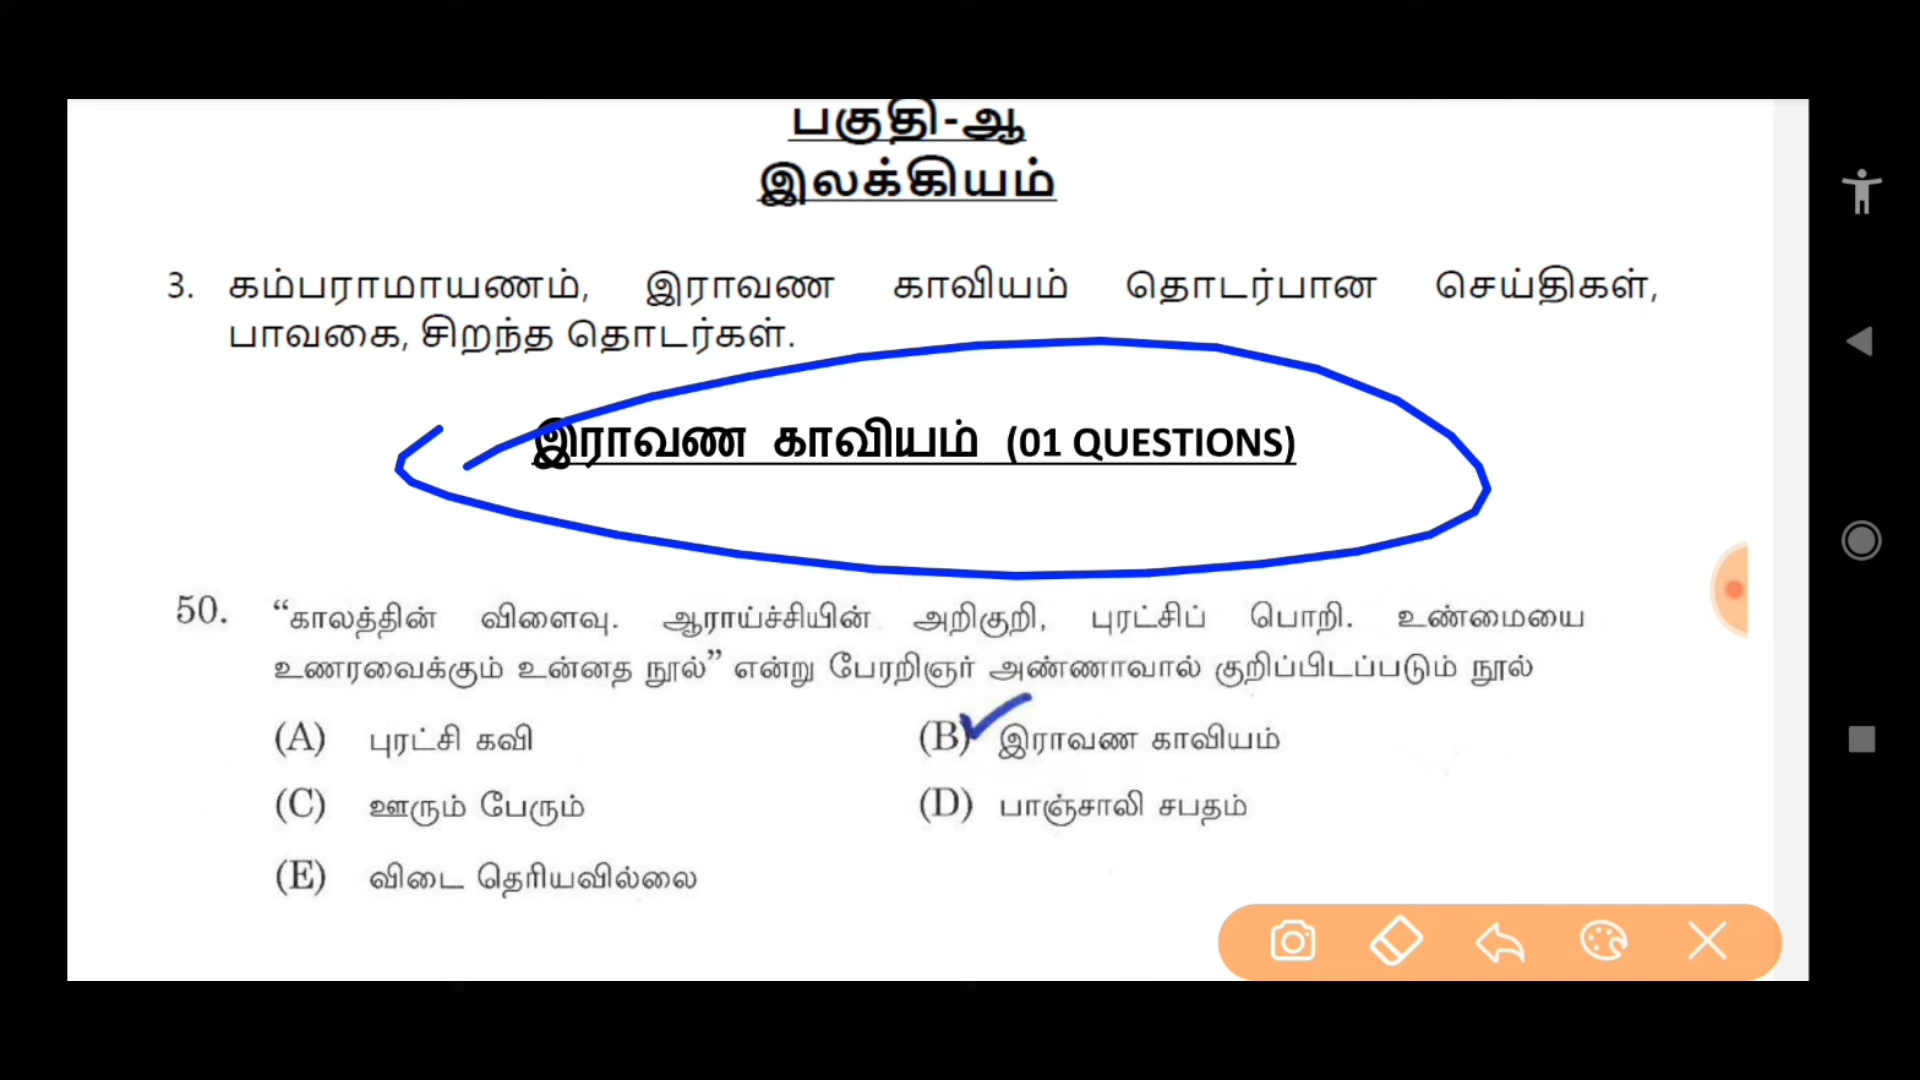 பகுதி-ஆ
இலக்கியம்
3. கம்பராமாயணம், இராவண காவியம் தொடர்பான செய்திகள்,
பாவகை, சிறந்த தொடர்கள்.
இராவண காவியம் (01 QUESTIONS)
50. “காலத்தின் விளைவு. ஆராய்ச்சியின் அறிகுறி, புரட்சிப் பொறி. உண்மையை
உணரவைக்கும் உன்னத நூல்” என்று பேரறிஞர் அண்ணாவால் குறிப்பிடப்படும் நூல்
(A) புரட்சி கவி (B) இராவண காவியம்
(C) ஊரும் பேரும் (D) பாஞ்சாலி சபதம்
(E) விடை தெரியவில்லை